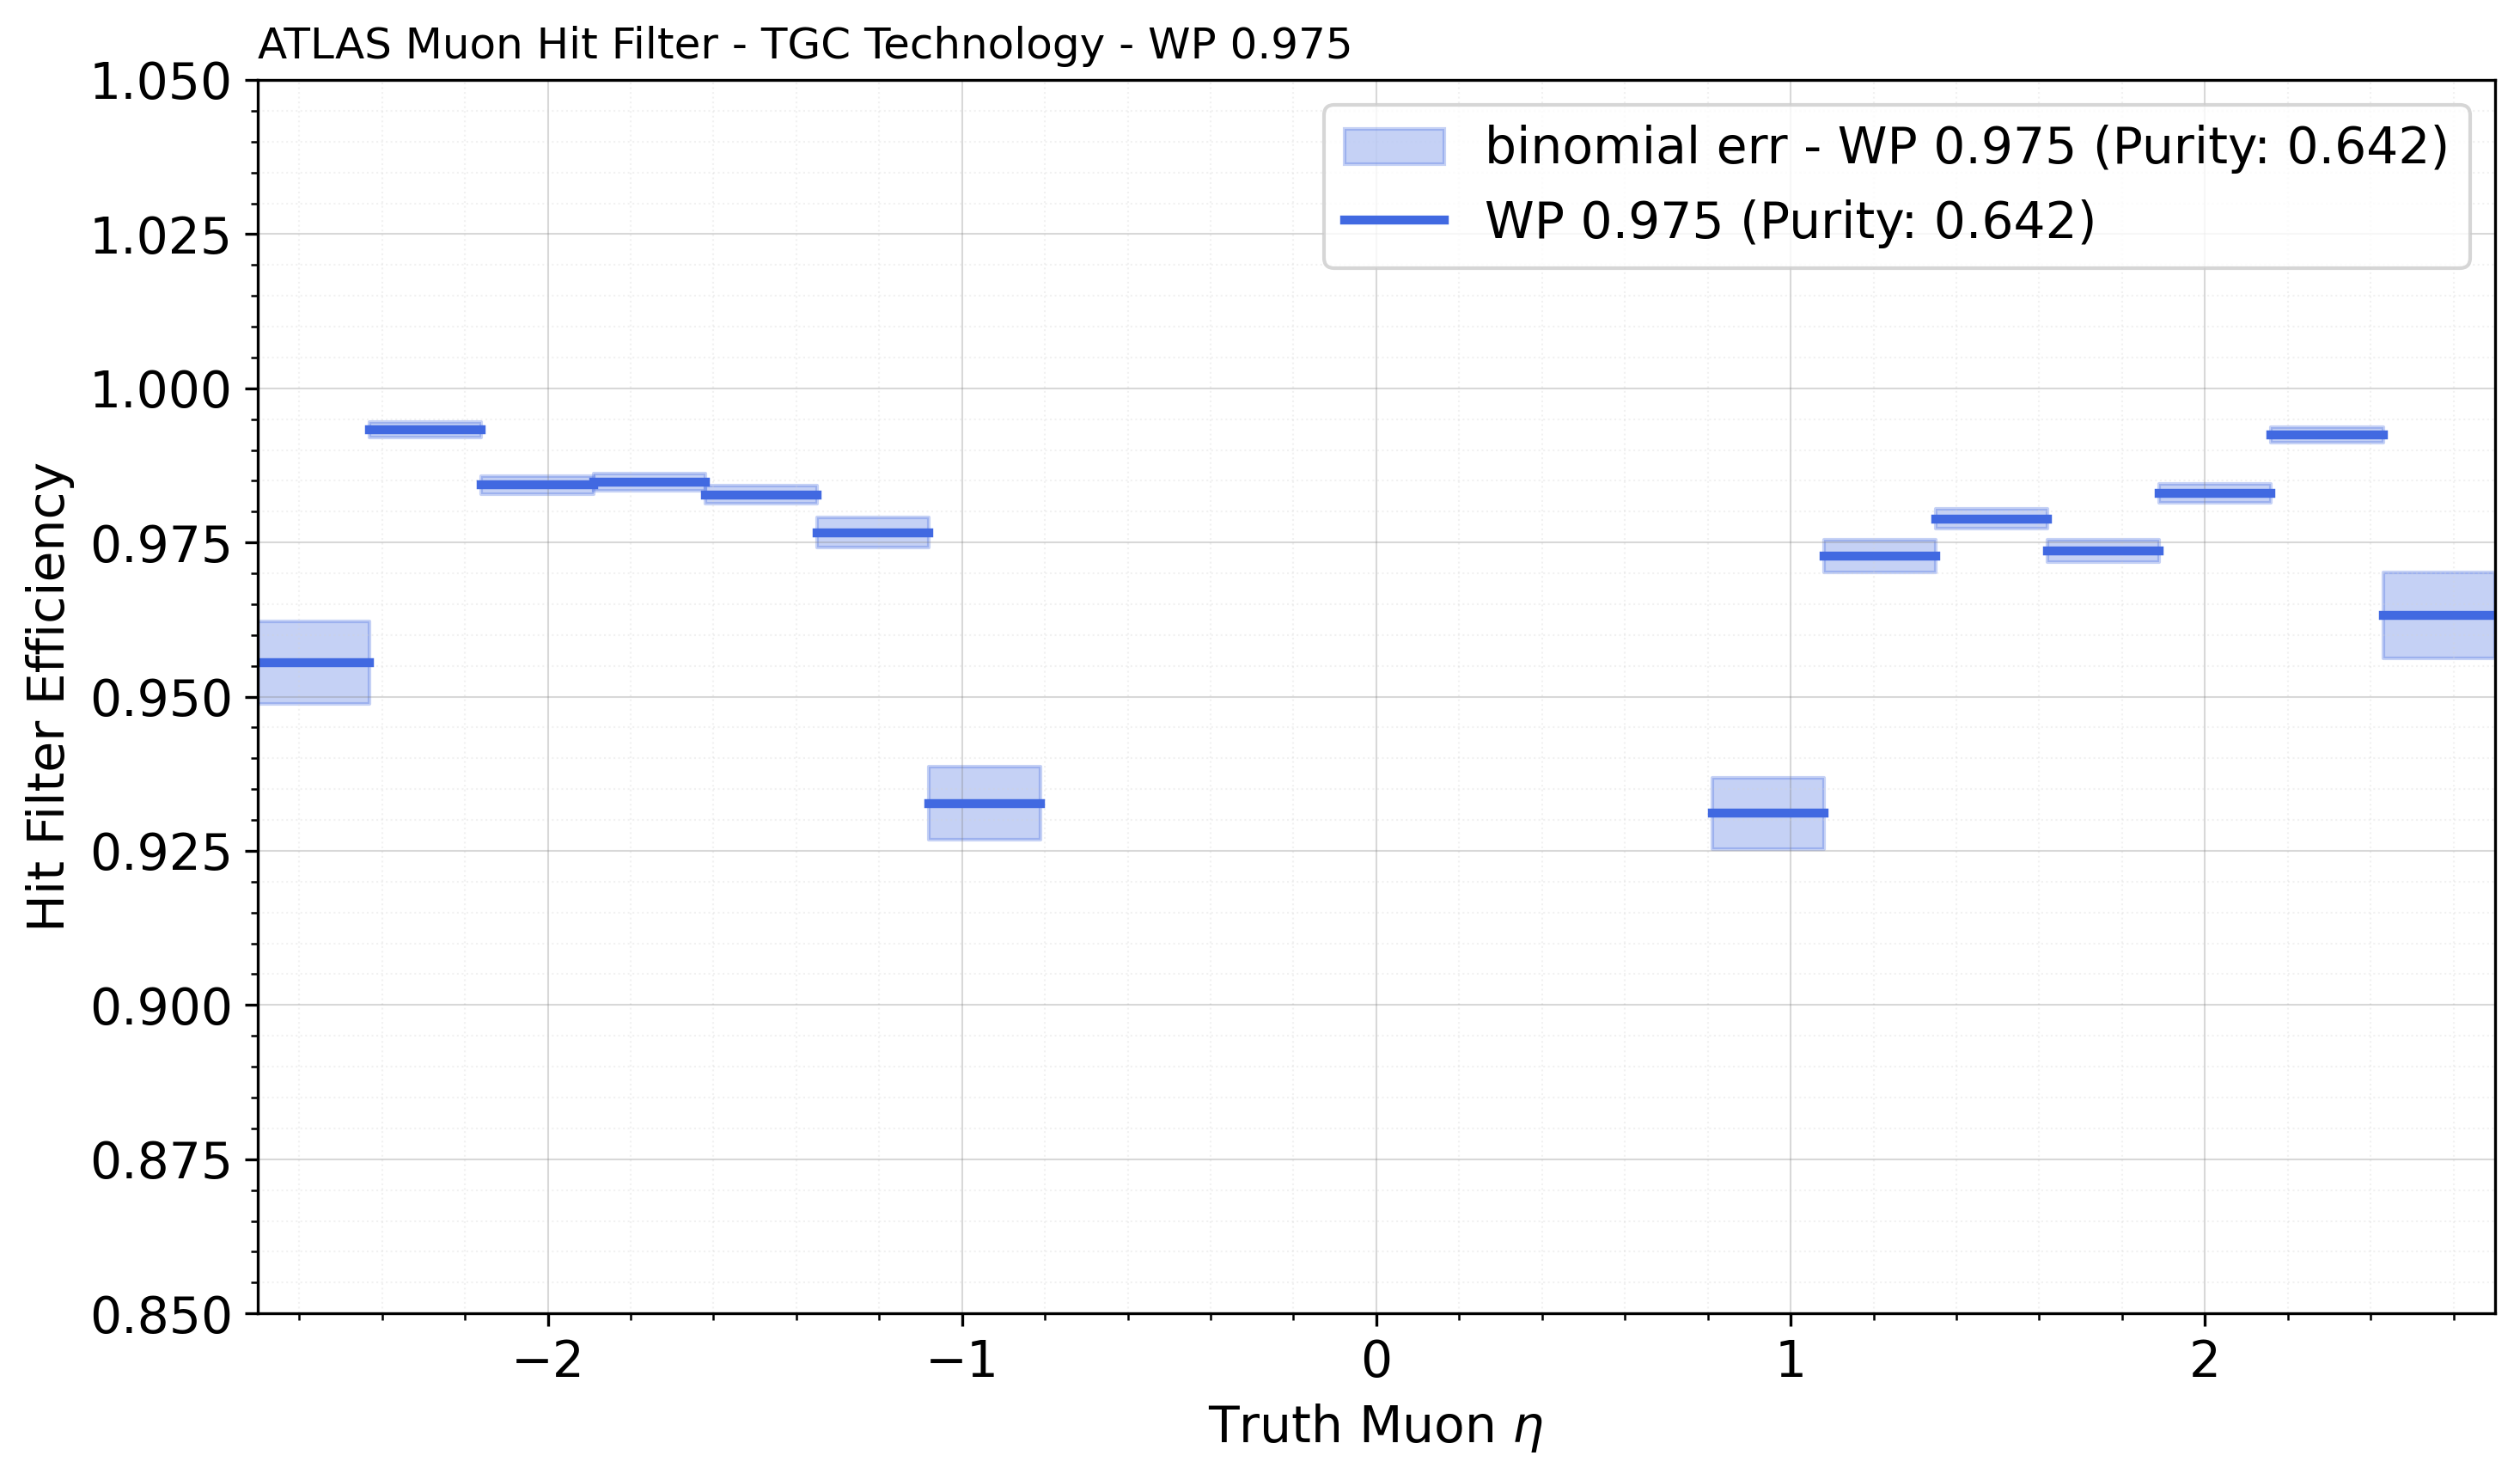 ATLAS Muon Hit Filter - TGC Technology - WP 0.975
binomial err - WP 0.975 (Purity: 0.642)
WP 0.975 (Purity: 0.642)
Hit Filter Efficiency
1.050
1.025
1.000
0.975
0.950
0.925
0.900
0.875
0.850
−2 −1 0 1 2
Truth Muon η